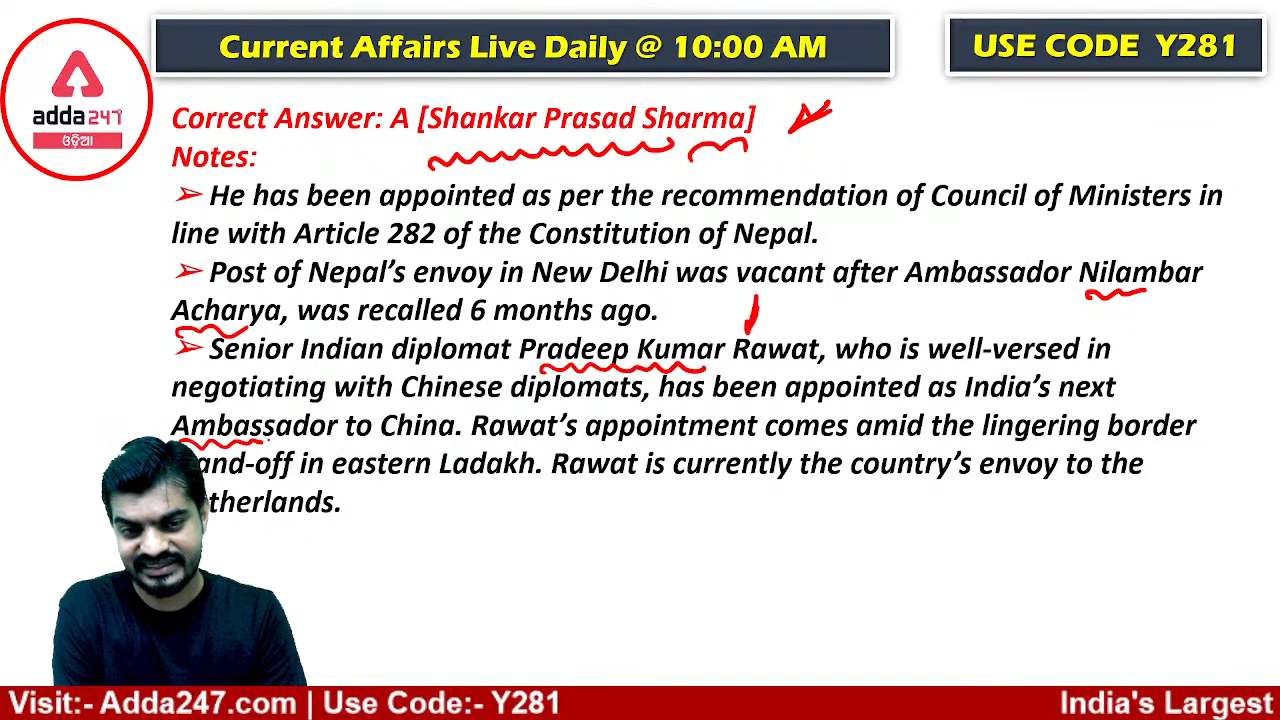 Current Affairs Live Daily @ 10:00 AM
USE CODE Y281
adda247
ଓଡ଼ିଆ
Correct Answer: A [Shankar Prasad Sharma]
Notes:
➢ He has been appointed as per the recommendation of Council of Ministers in
line with Article 282 of the Constitution of Nepal.
➢ Post of Nepal’s envoy in New Delhi was vacant after Ambassador Nilambar
Acharya, was recalled 6 months ago.
➢ Senior Indian diplomat Pradeep Kumar Rawat, who is well-versed in
negotiating with Chinese diplomats, has been appointed as India’s next
Ambassador to China. Rawat’s appointment comes amid the lingering border
and-off in eastern Ladakh. Rawat is currently the country’s envoy to the
therlands.
Visit:- Adda247.com | Use Code:- Y281
India's Largest